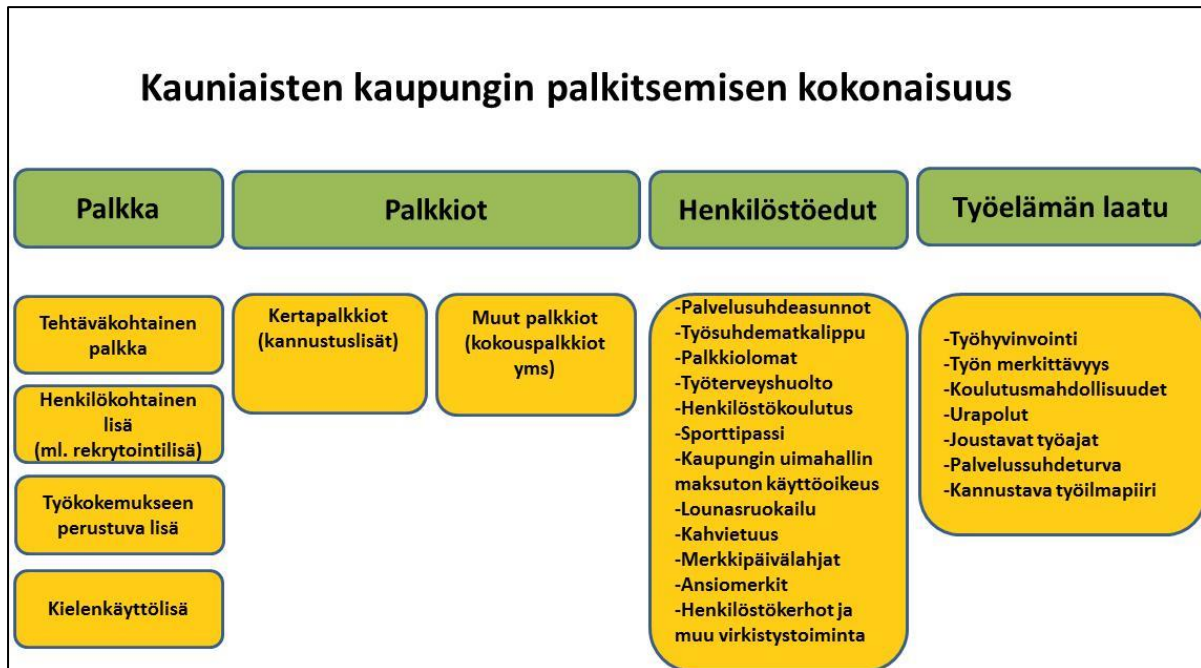 Kauniaisten kaupungin palkitsemisen kokonaisuus
Palkka
Palkkiot
Henkilöstöedut
Työelämän laatu
Tehtäväkohtainen
palkka
Henkilökohtainen
lisä
(ml. rekrytointilisä)
Työkokemukseen
perustuva lisä
Kielenkäyttölisä
Kertapalkkiot
(kannustuslisät)
Muut palkkiot
(kokouspalkkiot
yms)
-Palvelusuhdeasunnot
-Työsuhdematkalippu
-Palkkiolomat
-Työterveyshuolto
-Henkilöstökoulutus
-Sporttipassi
-Kaupungin uimahallin
maksuton käyttöoikeus
-Lounasruokailu
-Kahvietuus
-Merkkipäivälahjat
-Ansiomerkit
-Henkilöstökerhot ja
muu virkistystoiminta
-Työhyvinvointi
-Työn merkittävyys
-Koulutusmahdollisuudet
-Urapolut
-Joustavat työajat
-Palvelussuhdeturva
-Kannustava työilmapiiri